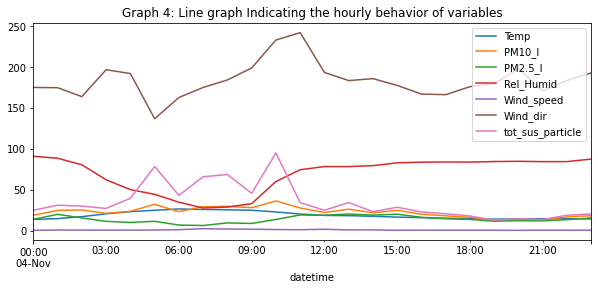 Graph 4: Line graph Indicating the hourly behavior of variables
250
200
150
100
50
0
Temp
PM10_I
PM2.5_I
Rel_Humid
Wind_speed
Wind_dir
tot_sus_particle
00:00
04-Nov
03:00
06:00
09:00
12:00
15:00
18:00
21:00
datetime